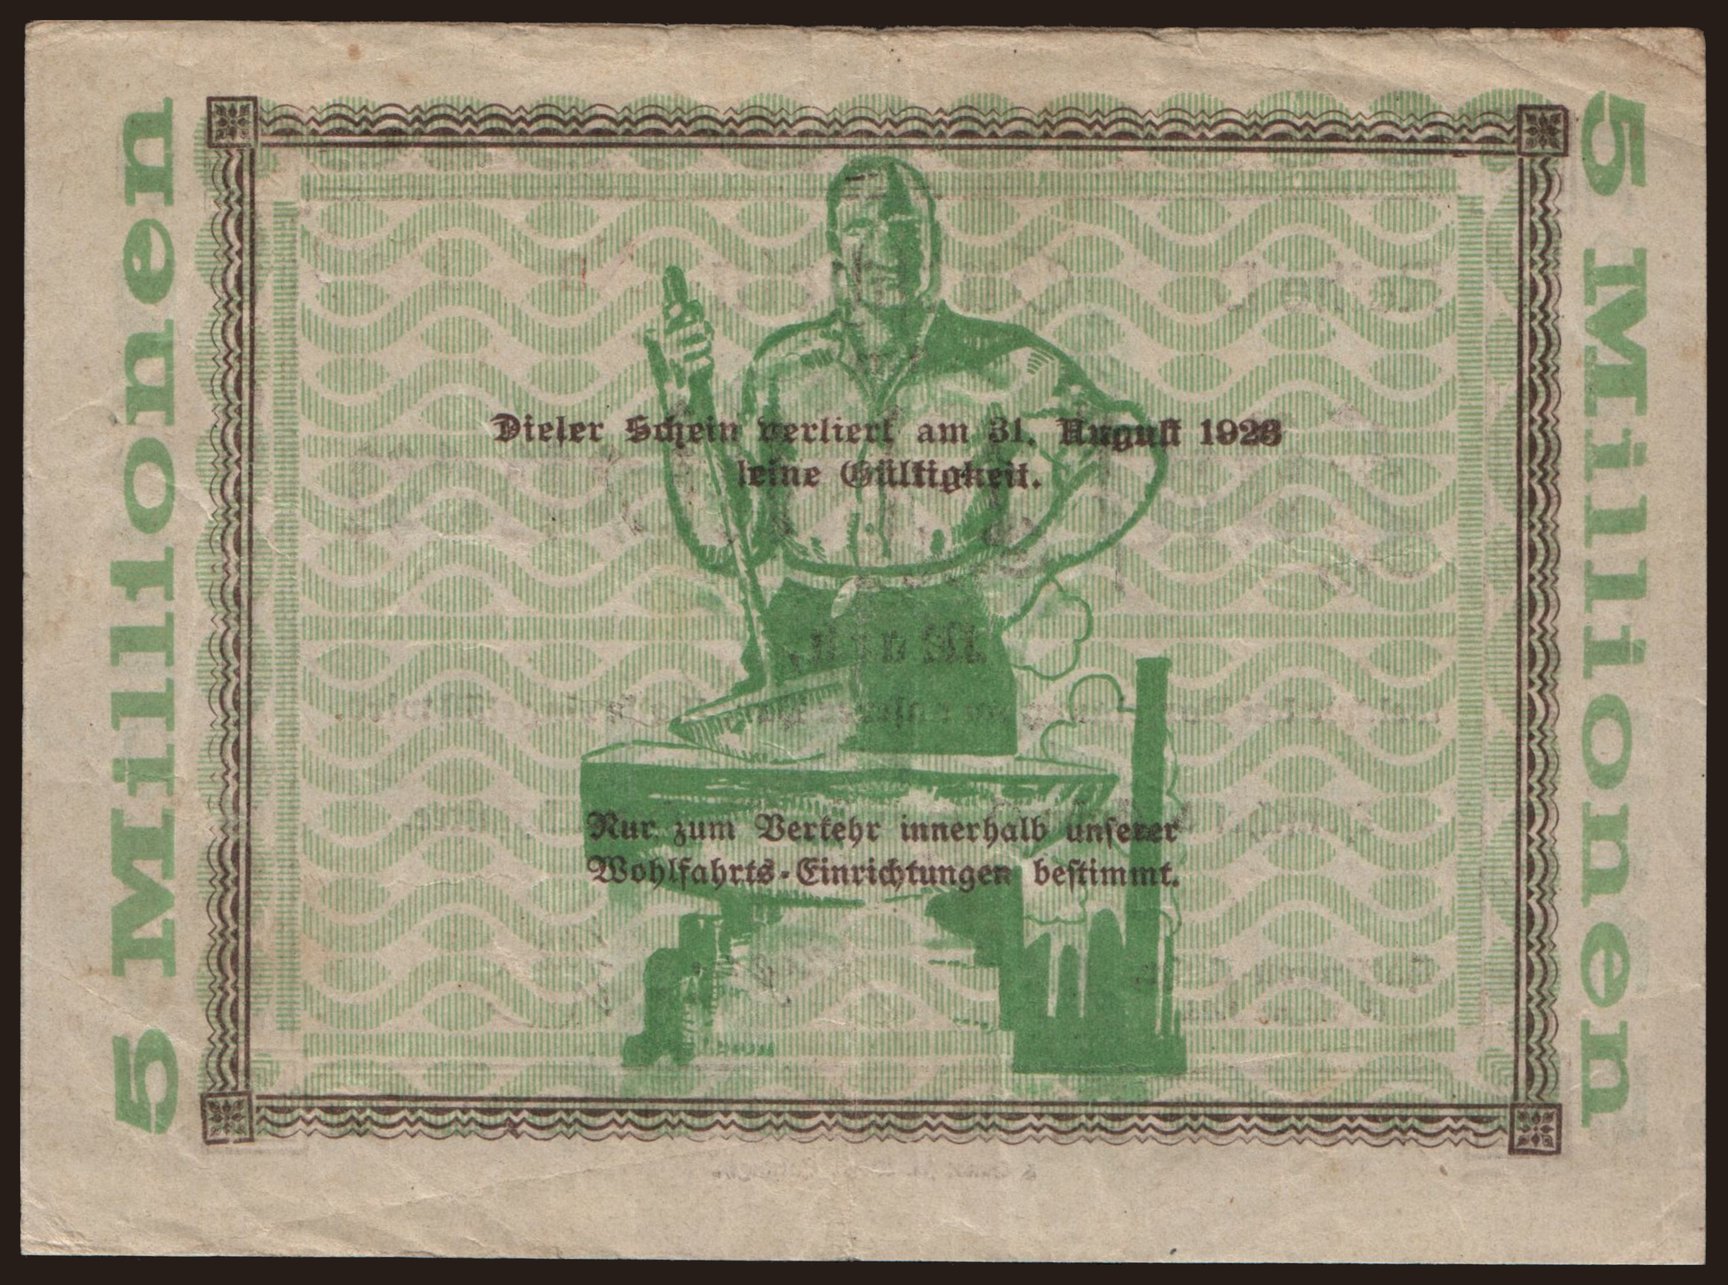 5 Millionen
Dieser Schein verliert am 31. August 1923
seine Gültigkeit.
Nur zum Verkehr innerhalb unserer
Wohlfahrts-Einrichtungen bestimmt.
5 Millionen